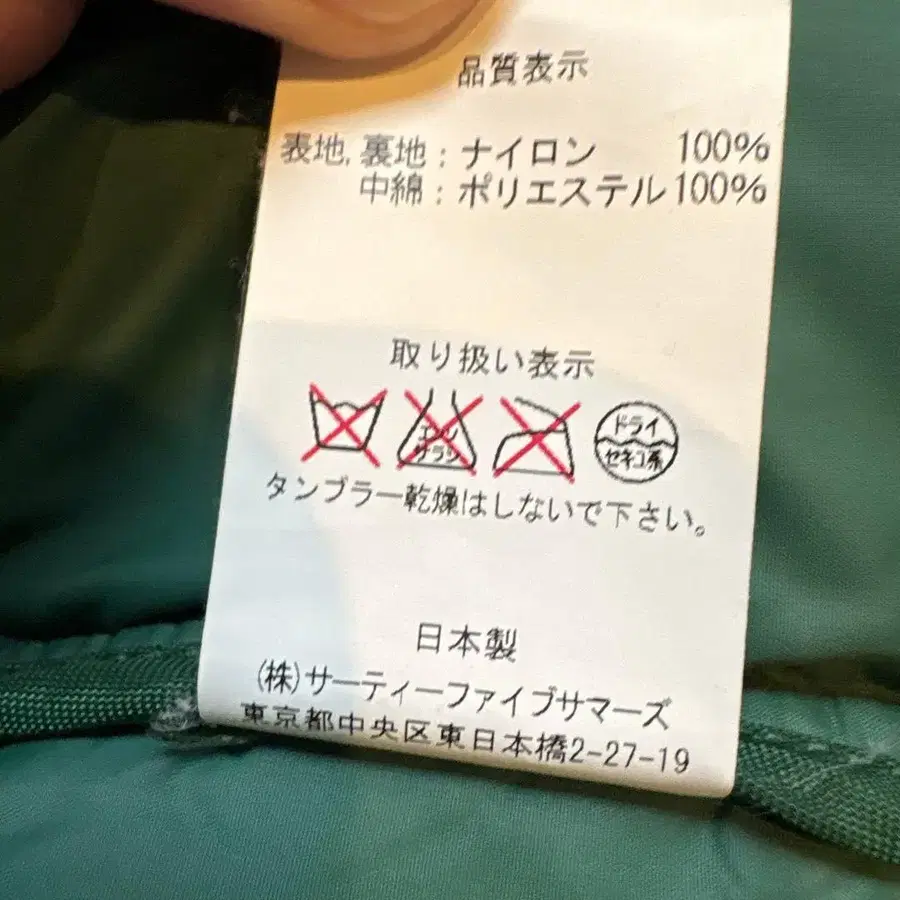 品質表示
表地,裏地:ナイロン 100%
中綿:ポリエステル100%
取り扱い表示
エンソ
サラシ
ドライ
セキユ系
タンブラー乾燥はしないで下さい。
日本製
(株)サーティーファイブサマーズ
東京都中央区東日本橋2-27-19